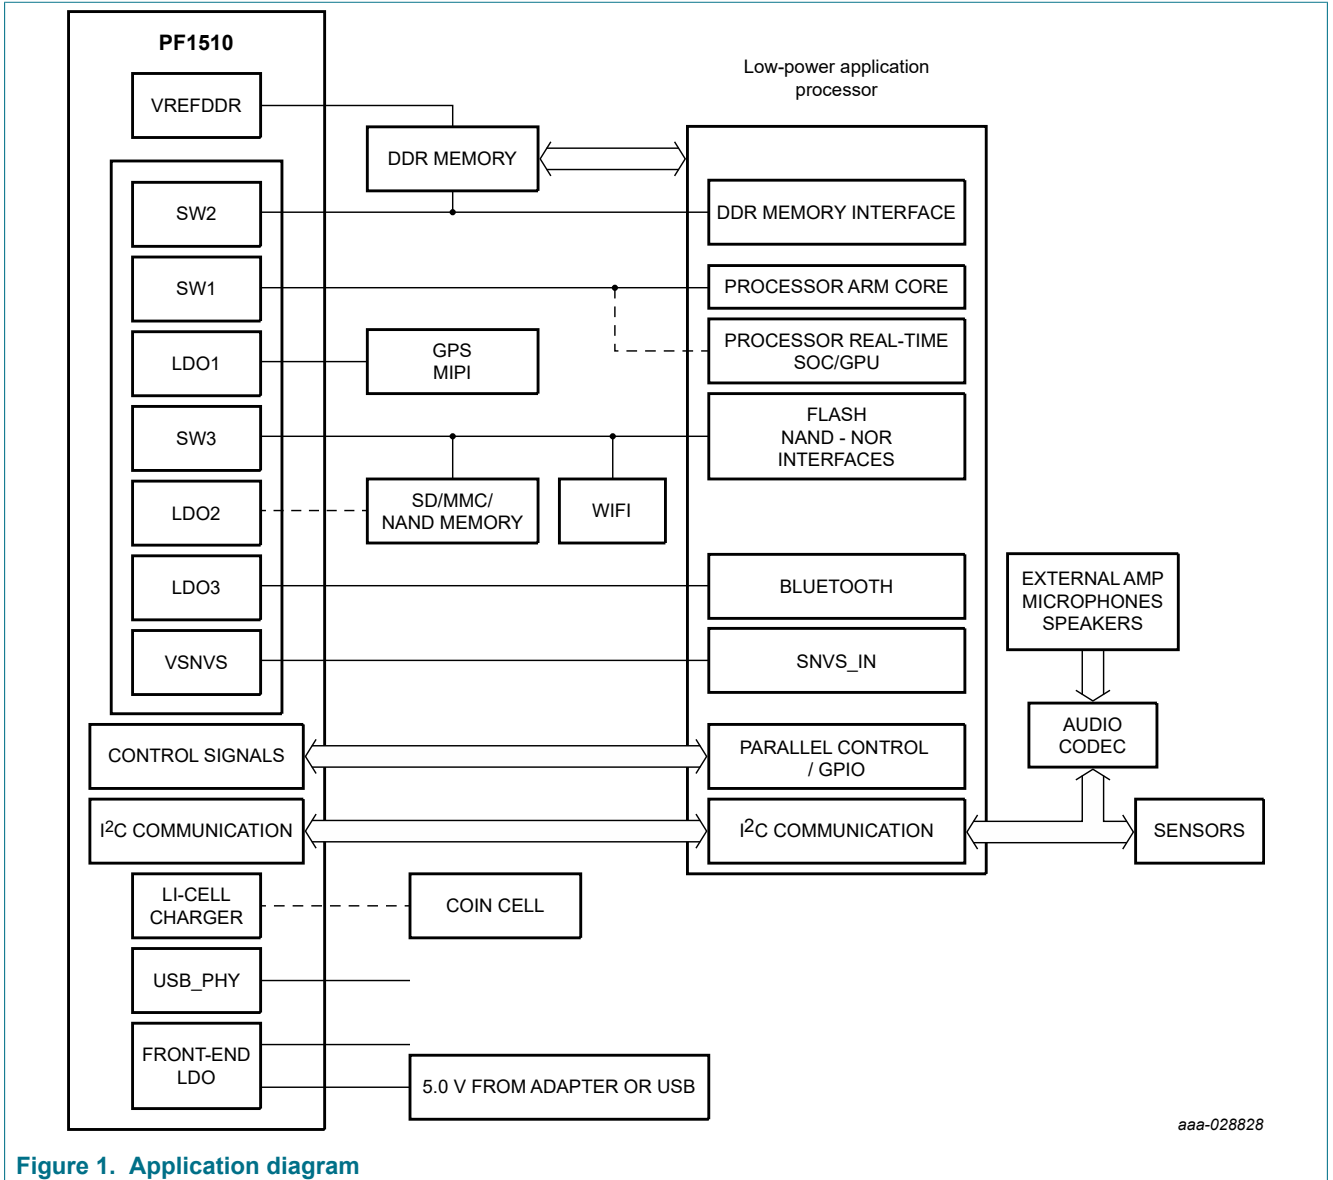 PF1510
Low-power application
processor
VREFDDR
DDR MEMORY
SW2
DDR MEMORY INTERFACE
SW1
PROCESSOR ARM CORE
LDO1
GPS
MIPI
PROCESSOR REAL-TIME
SOC/GPU
SW3
FLASH
NAND - NOR
INTERFACES
LDO2
SD/MMC/
NAND MEMORY
WIFI
LDO3
BLUETOOTH
EXTERNAL AMP
MICROPHONES
SPEAKERS
VSNVS
SNVS_IN
AUDIO
CODEC
CONTROL SIGNALS
PARALLEL CONTROL
/ GPIO
I²C COMMUNICATION
I²C COMMUNICATION
SENSORS
LI-CELL
CHARGER
COIN CELL
USB_PHY
FRONT-END
LDO
5.0 V FROM ADAPTER OR USB
aaa-028828
Figure 1. Application diagram